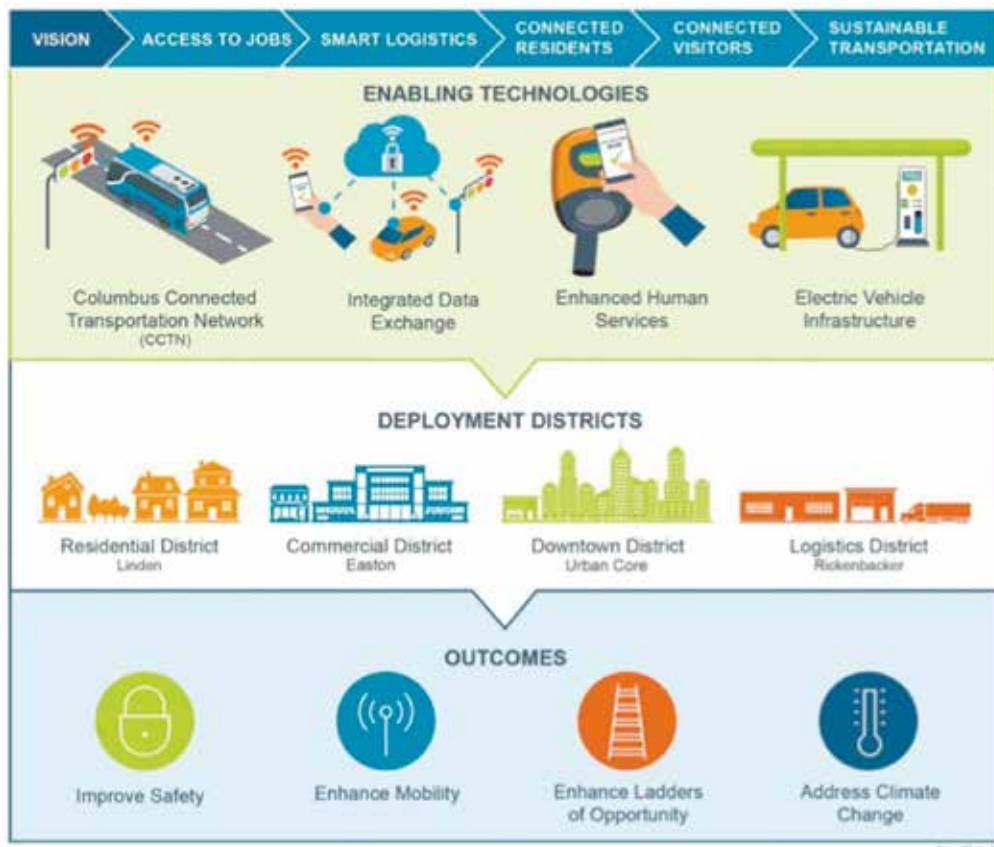 VISION
ACCESS TO JOBS
SMART LOGISTICS
CONNECTED
RESIDENTS
CONNECTED
VISITORS
SUSTAINABLE
TRANSPORTATION
ENABLING TECHNOLOGIES
Columbus Connected
Transportation Network
(CCTN)
Integrated Data
Exchange
Enhanced Human
Services
Electric Vehicle
Infrastructure
DEPLOYMENT DISTRICTS
Residential District
Linden
Commercial District
Easton
Downtown District
Urban Core
Logistics District
Rickenbacker
OUTCOMES
Improve Safety
Enhance Mobility
Enhance Ladders
of Opportunity
Address Climate
Change